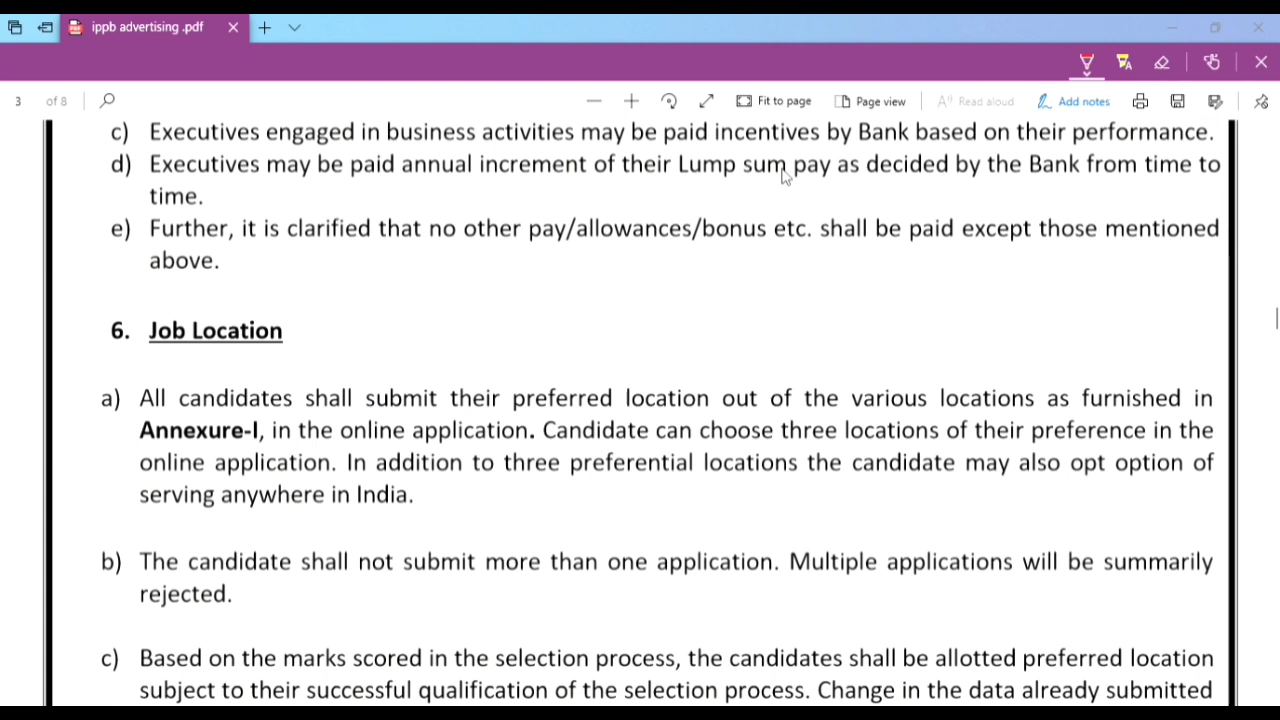 ippb advertising .pdf
3 of 8 Fit to page Page view Read aloud Add notes
c) Executives engaged in business activities may be paid incentives by Bank based on their performance.
d) Executives may be paid annual increment of their Lump sum pay as decided by the Bank from time to
time.
e) Further, it is clarified that no other pay/allowances/bonus etc. shall be paid except those mentioned
above.
6. Job Location
a) All candidates shall submit their preferred location out of the various locations as furnished in
Annexure-I, in the online application. Candidate can choose three locations of their preference in the
online application. In addition to three preferential locations the candidate may also opt option of
serving anywhere in India.
b) The candidate shall not submit more than one application. Multiple applications will be summarily
rejected.
c) Based on the marks scored in the selection process, the candidates shall be allotted preferred location
subject to their successful qualification of the selection process. Change in the data already submitted